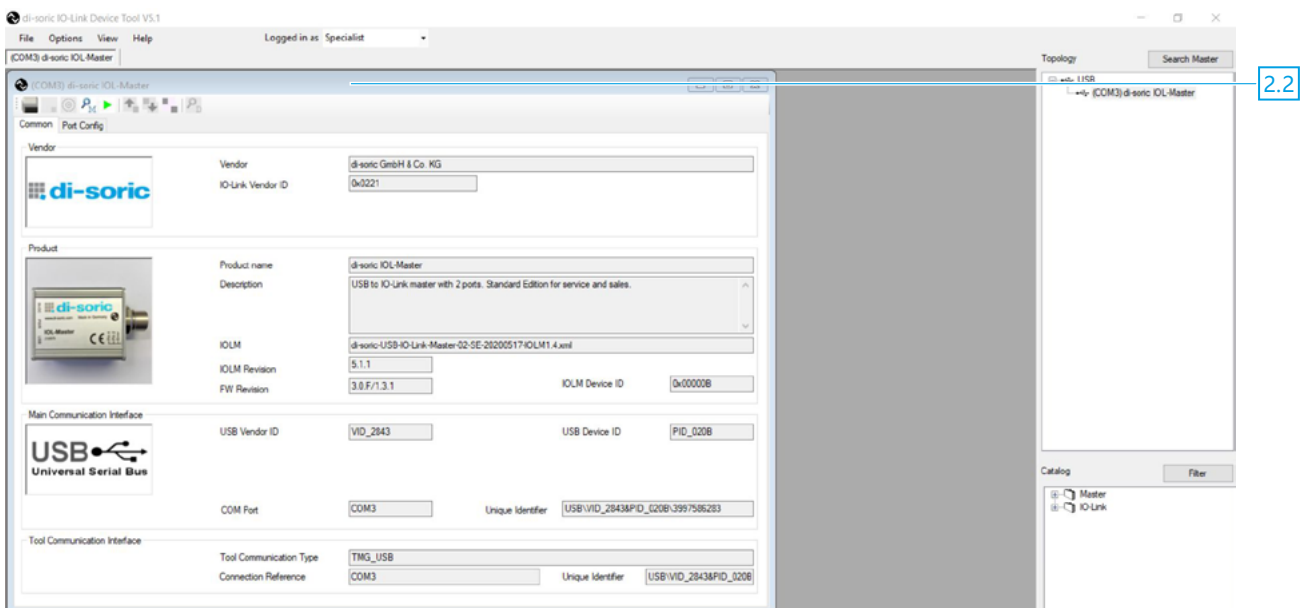 di-soric IO-Link Device Tool V5.1
File Options View Help Logged in as Specialist
(COM3) di-soric IOL-Master
Topology Search Master
(COM3) di-soric IOL-Master
USB
2.2
(COM3) di-soric IOL-Master
Common Port Config
Vendor
di-soric
Vendor di-soric GmbH & Co. KG
IO-Link Vendor ID 0x0221
Product
di-soric
IOL-Master
CE
Product name di-soric IOL-Master
Description USB to IO-Link master with 2 ports. Standard Edition for service and sales.
IOLM di-soric-USB-IO-Link-Master-02-SE-20200517-IOLM1.4.xml
IOLM Revision 5.1.1
FW Revision 3.0.F/1.3.1 IOLM Device ID 0x00000B
Main Communication Interface
USB
Universal Serial Bus
USB Vendor ID VID_2843 USB Device ID PID_020B
COM Port COM3 Unique Identifier USB\VID_2843&PID_020B\3997586283
Catalog Filter
Master
IO-Link
Tool Communication Interface
Tool Communication Type TMG_USB
Connection Reference COM3 Unique Identifier USB\VID_2843&PID_020B